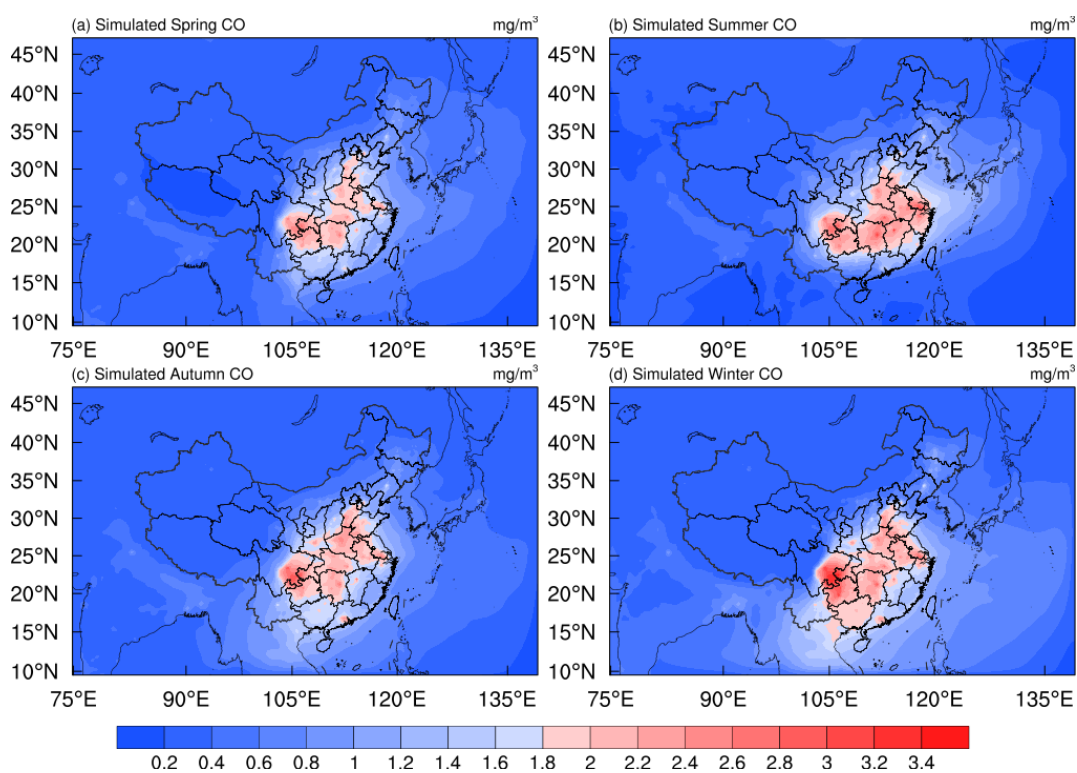 (a) Simulated Spring CO mg/m³ (b) Simulated Summer CO mg/m³
45°N 45°N
40°N 40°N
35°N 35°N
30°N 30°N
25°N 25°N
20°N 20°N
15°N 15°N
10°N 10°N
75°E 90°E 105°E 120°E 135°E 75°E 90°E 105°E 120°E 135°E
(c) Simulated Autumn CO mg/m³ (d) Simulated Winter CO mg/m³
45°N 45°N
40°N 40°N
35°N 35°N
30°N 30°N
25°N 25°N
20°N 20°N
15°N 15°N
10°N 10°N
75°E 90°E 105°E 120°E 135°E 75°E 90°E 105°E 120°E 135°E
0.2 0.4 0.6 0.8 1 1.2 1.4 1.6 1.8 2 2.2 2.4 2.6 2.8 3 3.2 3.4